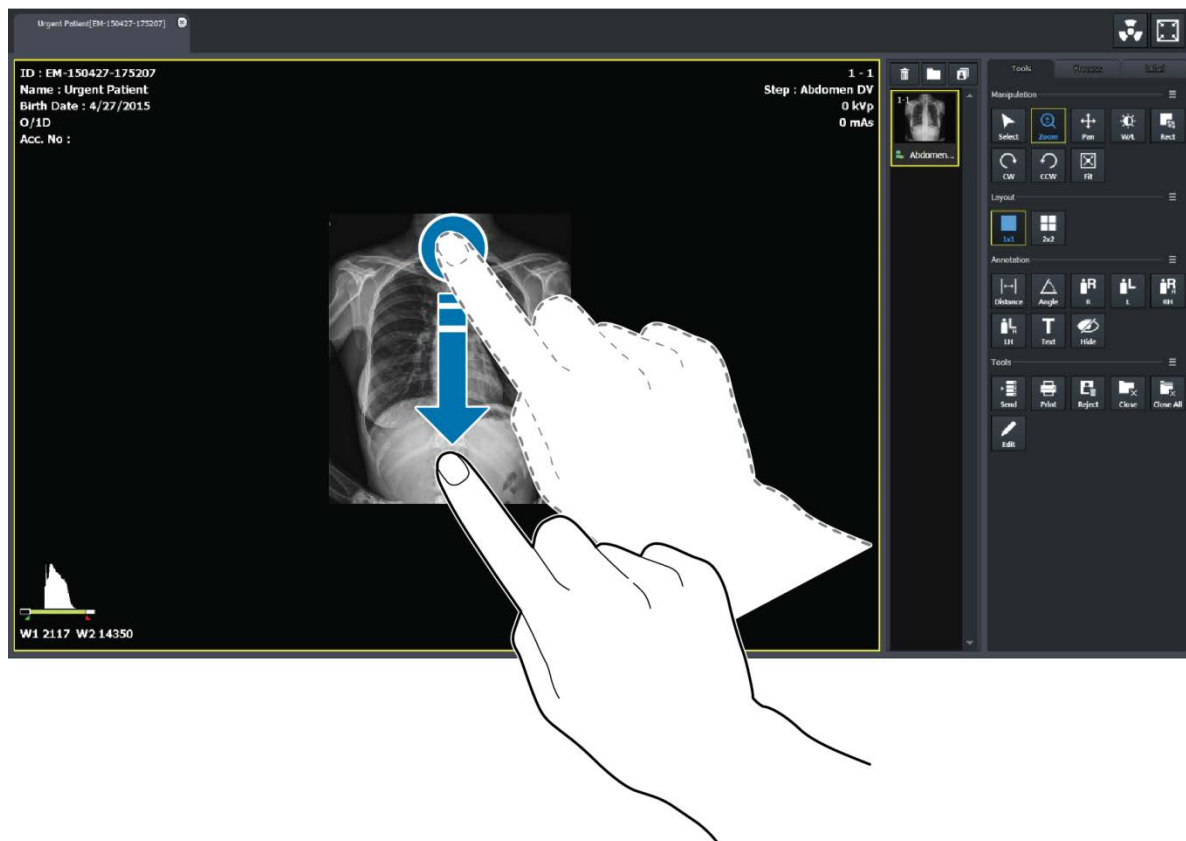 Urgent Patient[EM-150427-175207]
ID : EM-150427-175207
Name : Urgent Patient
Birth Date : 4/27/2015
O/1D
Acc. No :
1 - 1
Step : Abdomen DV
0 kVp
0 mAs
W1 2117 W2 14350
1-1
Abdomen...
Tools Process Label
Manipulation
Select Zoom Pan W/L Rect
CW CCW Fit
Layout
1x1 2x2
Annotation
Distance Angle R L RH
LH Text Hide
Tools
Send Print Reject Close Close All
Edit